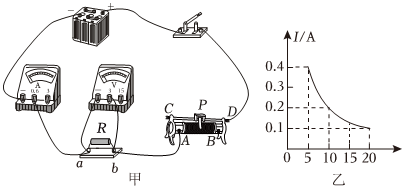 − +
A
− 0.6 3
V
− 3 15
R
a b
甲
C P D
A B
I/A
0.4
0.3
0.2
0.1
0 5 10 15 20
乙